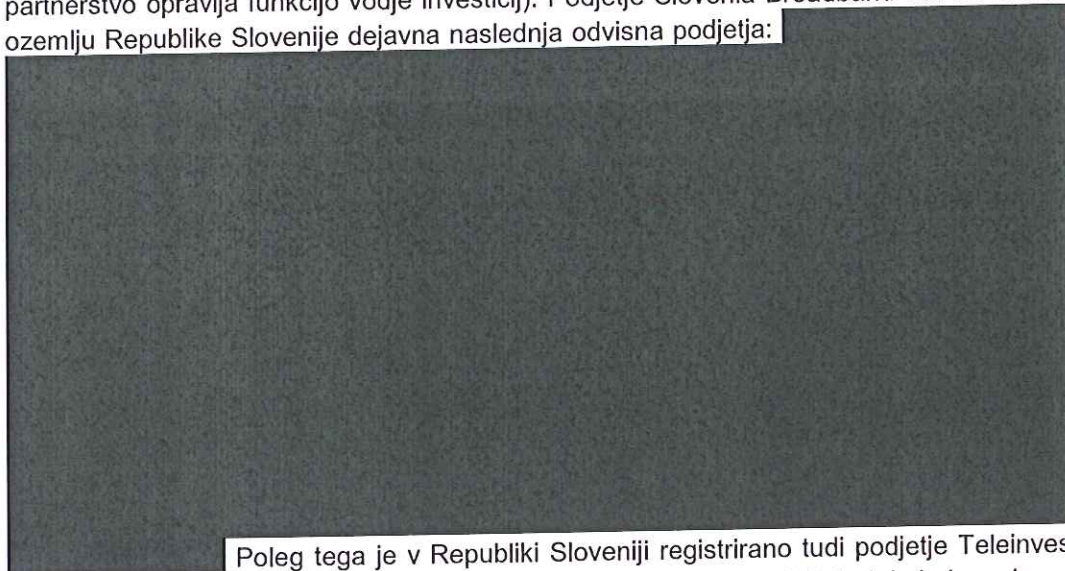 partnerstvo opravlja funkcijo vodje investicij). Podjetje Slovenia
ozemlju Republike Slovenije dejavna naslednja odvisna podjetja:
Poleg tega je v Republiki Sloveniji registrirano tudi podjetje Teleinves